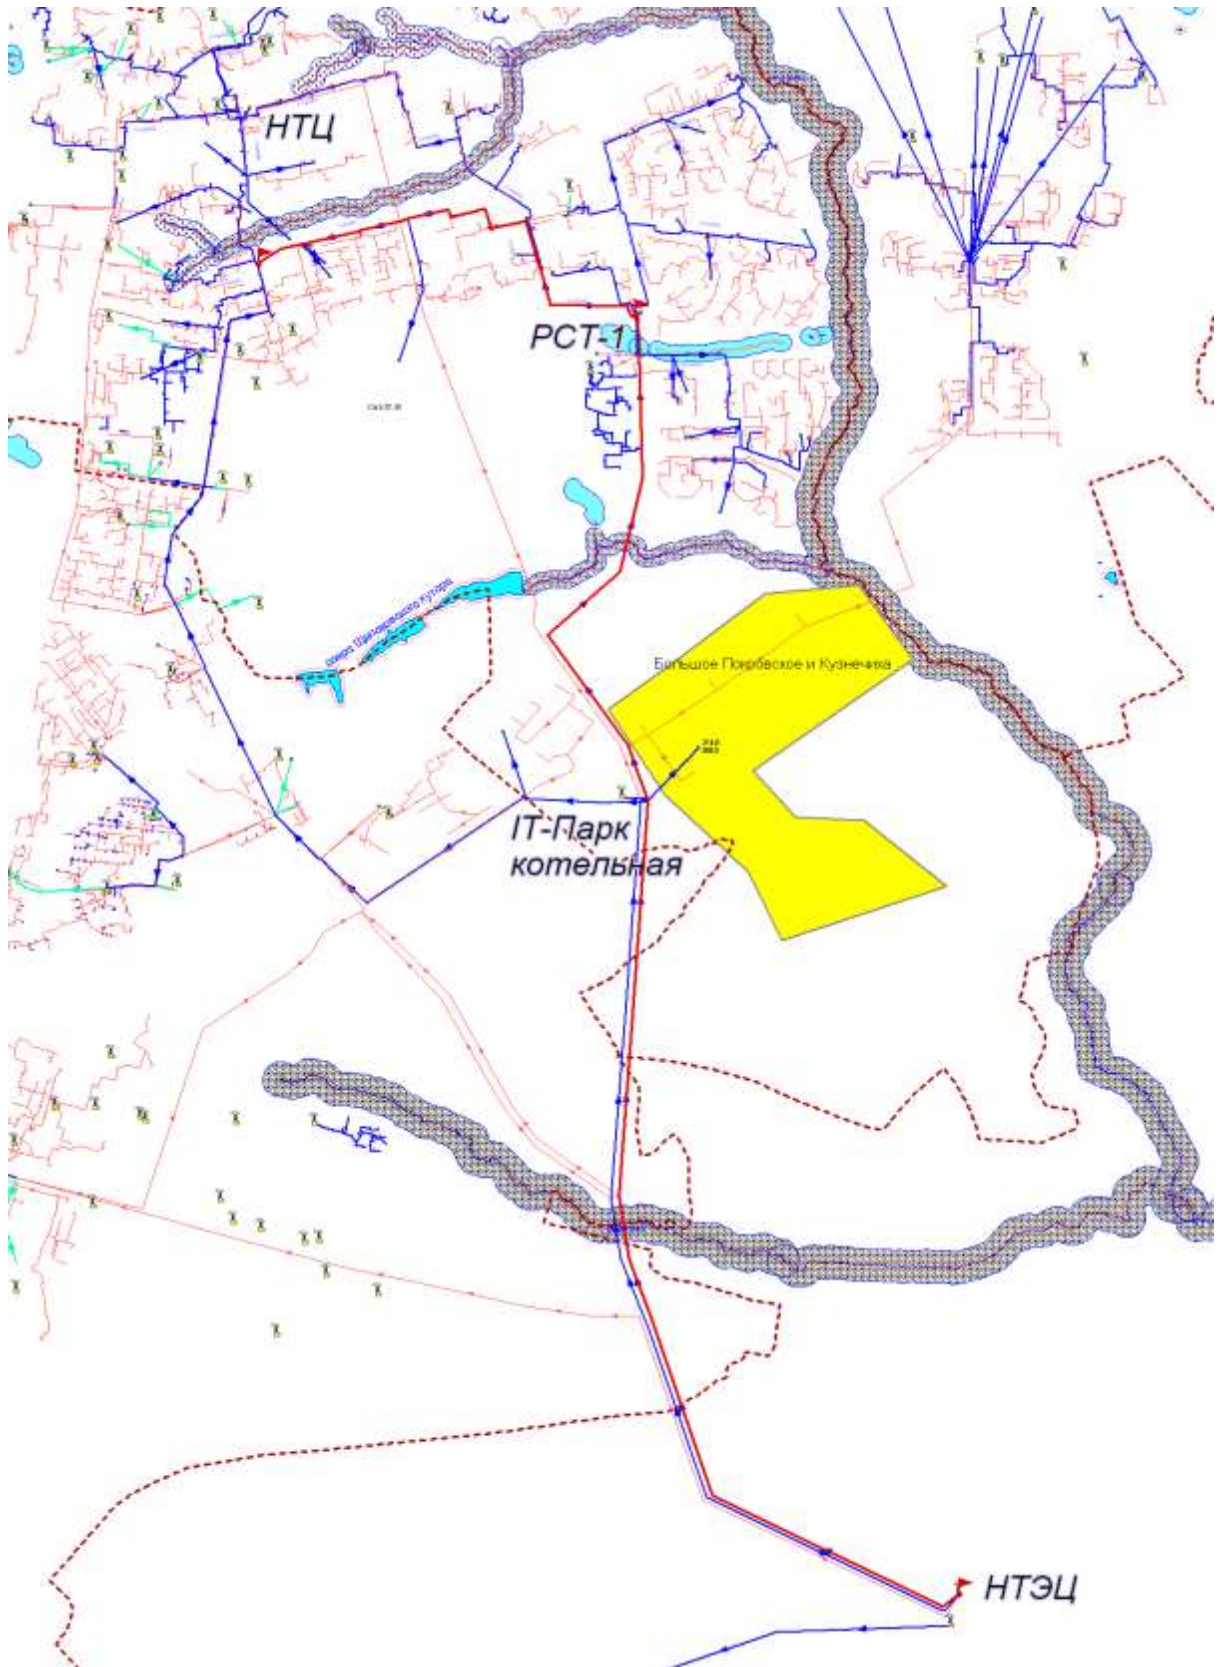 НТЦ
РСТ-1
Большое Покровское и Кузнечиха
IT-Парк
котельная
НТЭЦ